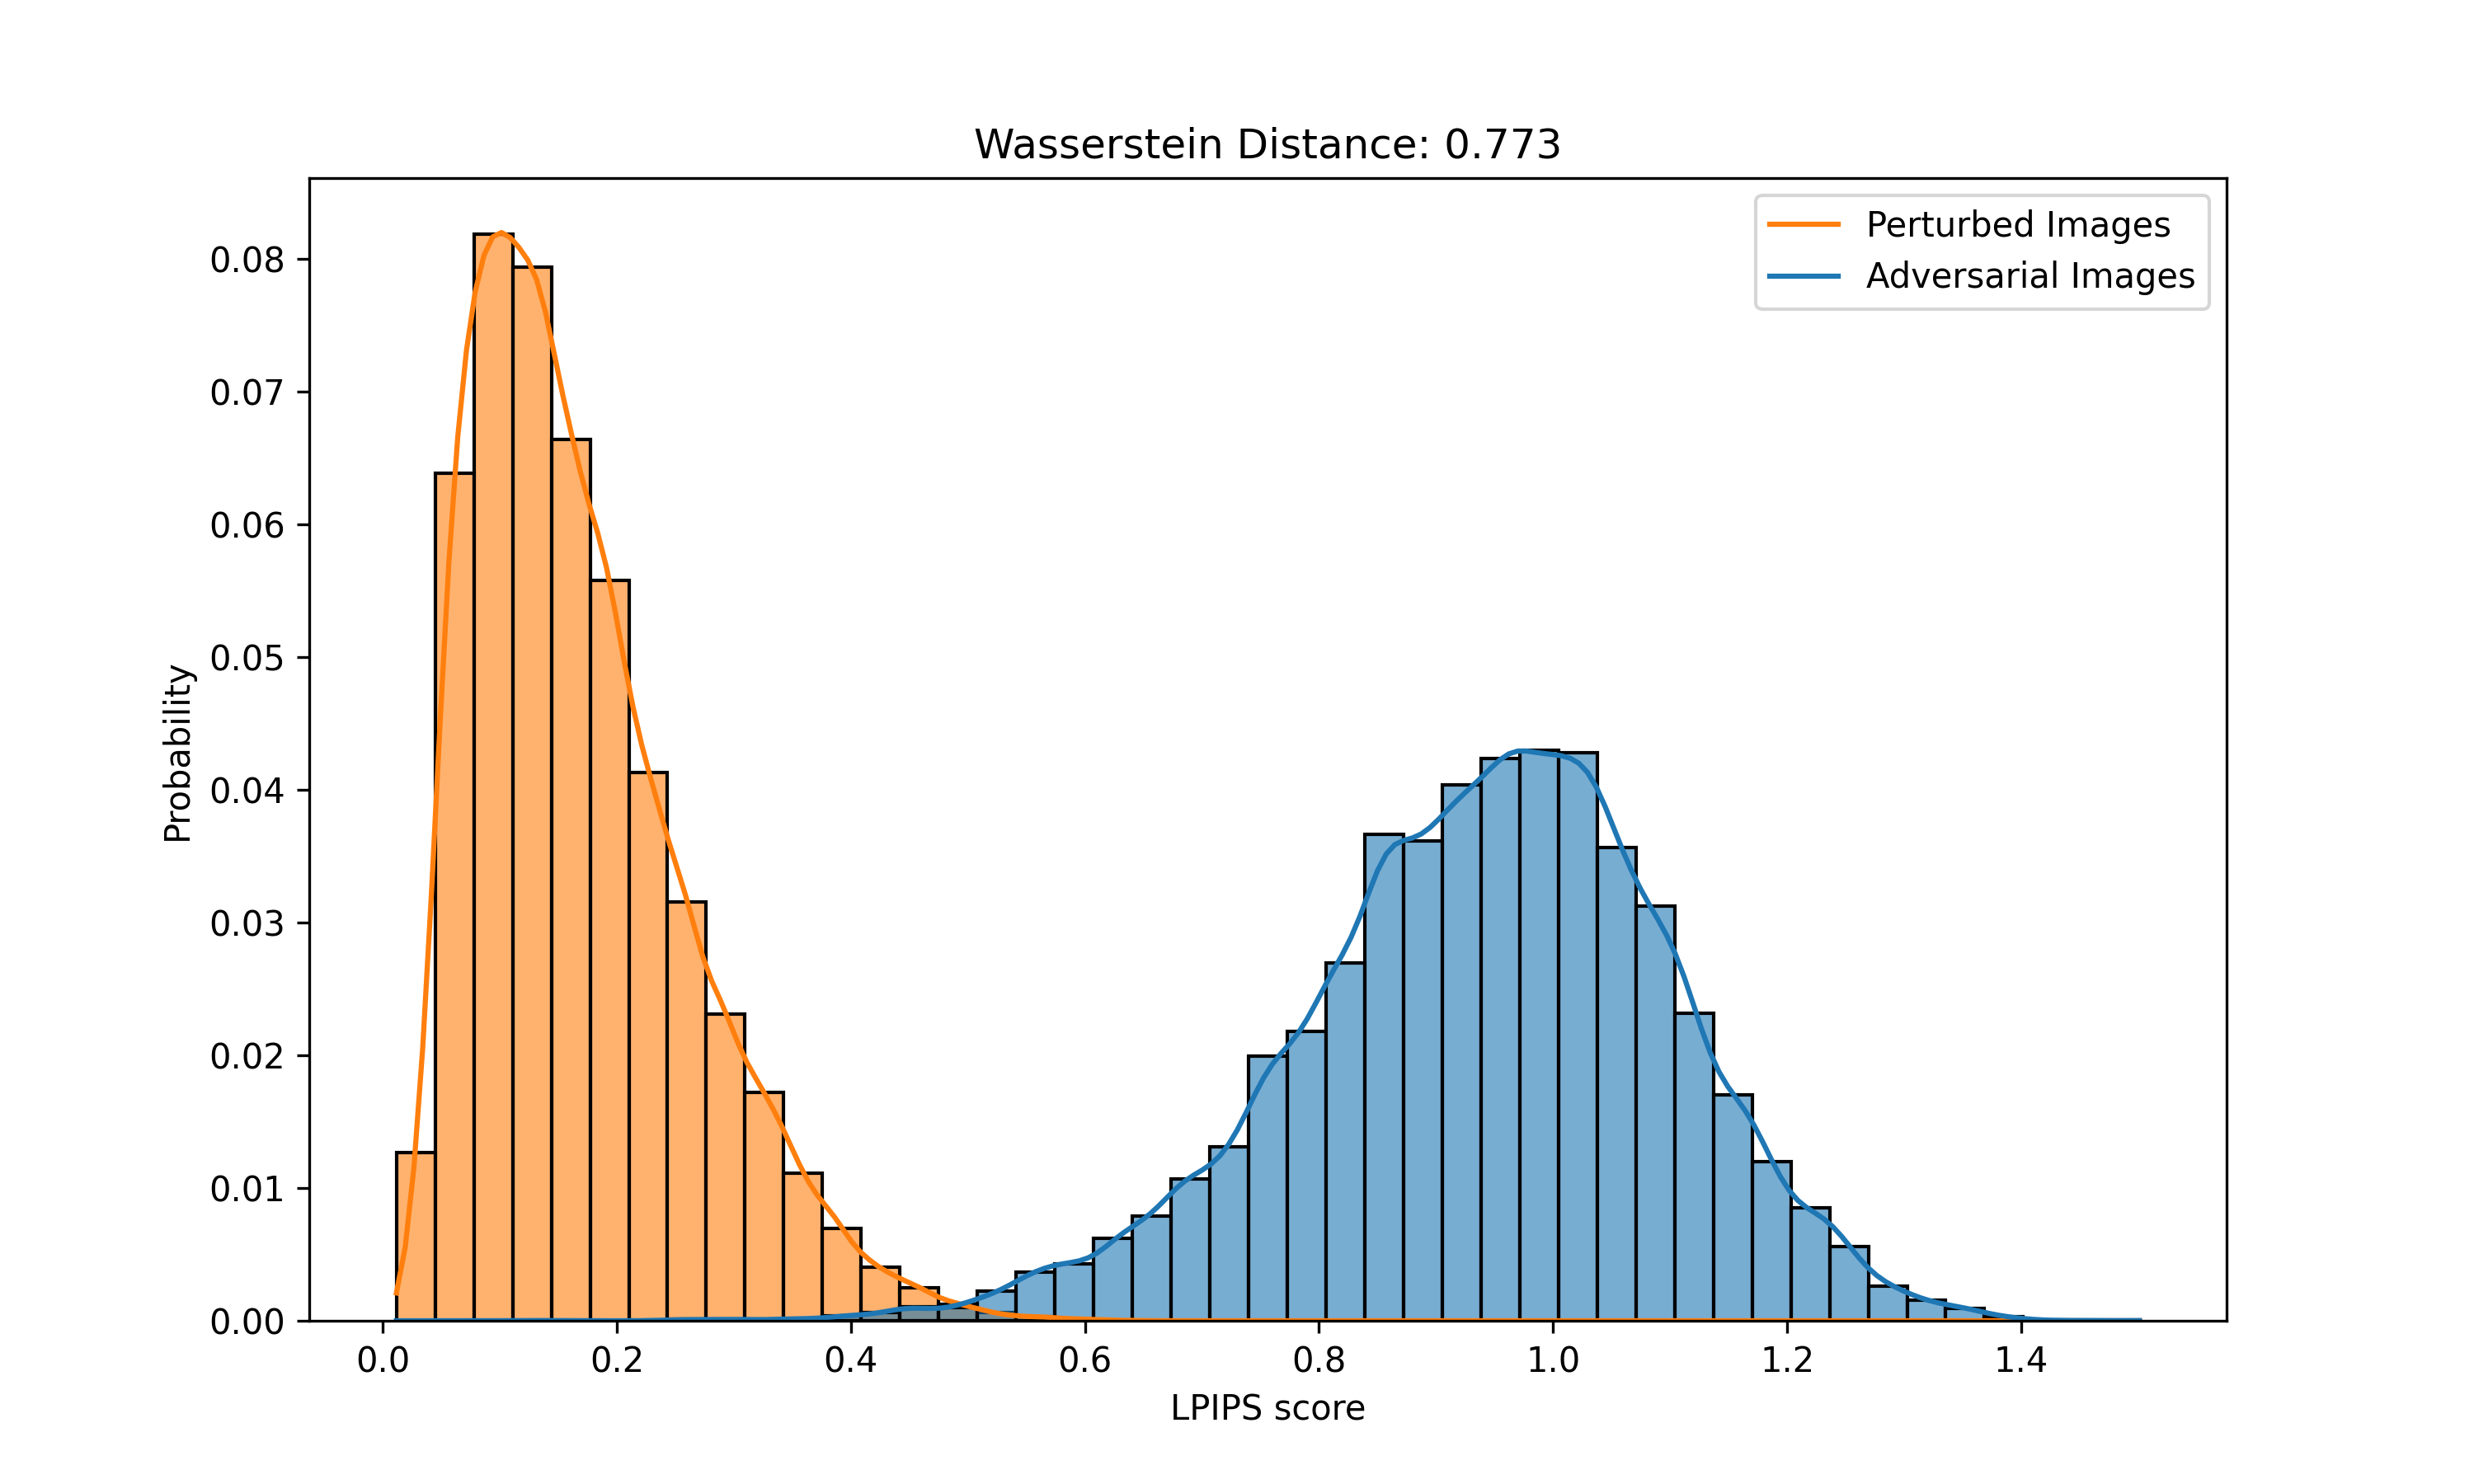 Wasserstein Distance: 0.773
Perturbed Images
Adversarial Images
0.08
0.07
0.06
0.05
0.04
0.03
0.02
0.01
0.00
Probability
0.0 0.2 0.4 0.6 0.8 1.0 1.2 1.4
LPIPS score